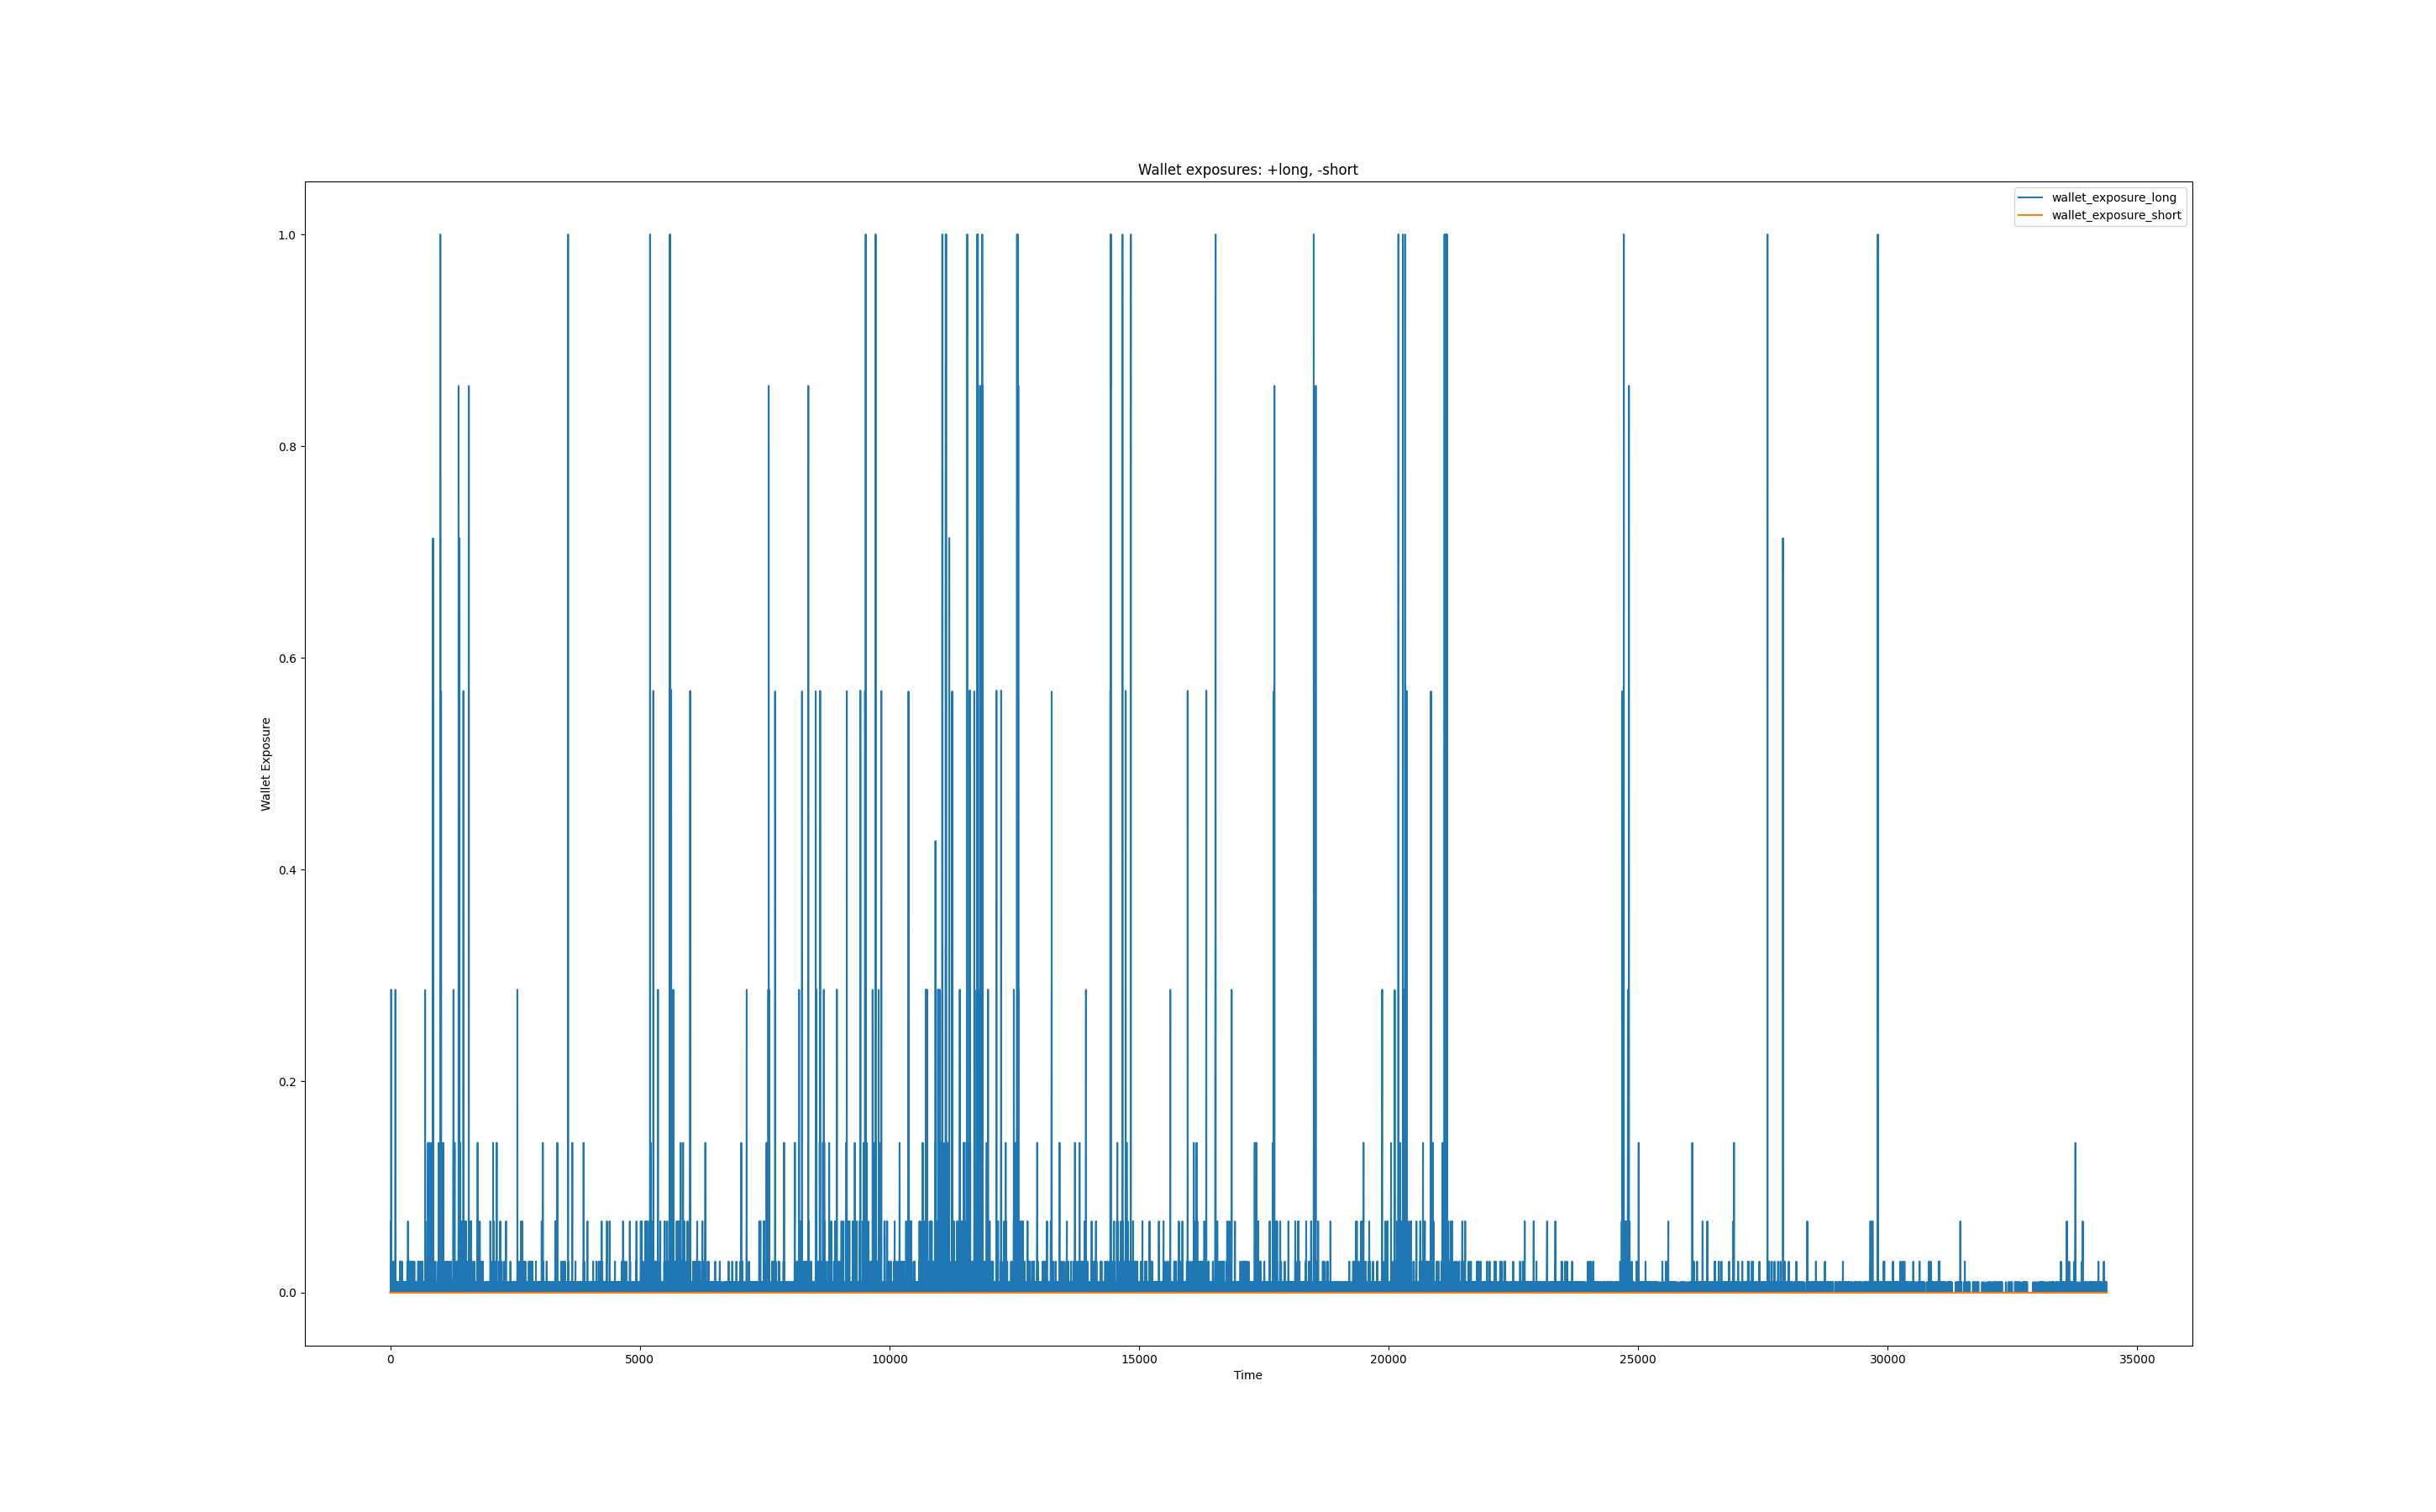 Wallet exposures: +long, -short
wallet_exposure_long
wallet_exposure_short
1.0
0.8
0.6
0.4
0.2
0.0
Wallet Exposure
0 5000 10000 15000 20000 25000 30000 35000
Time